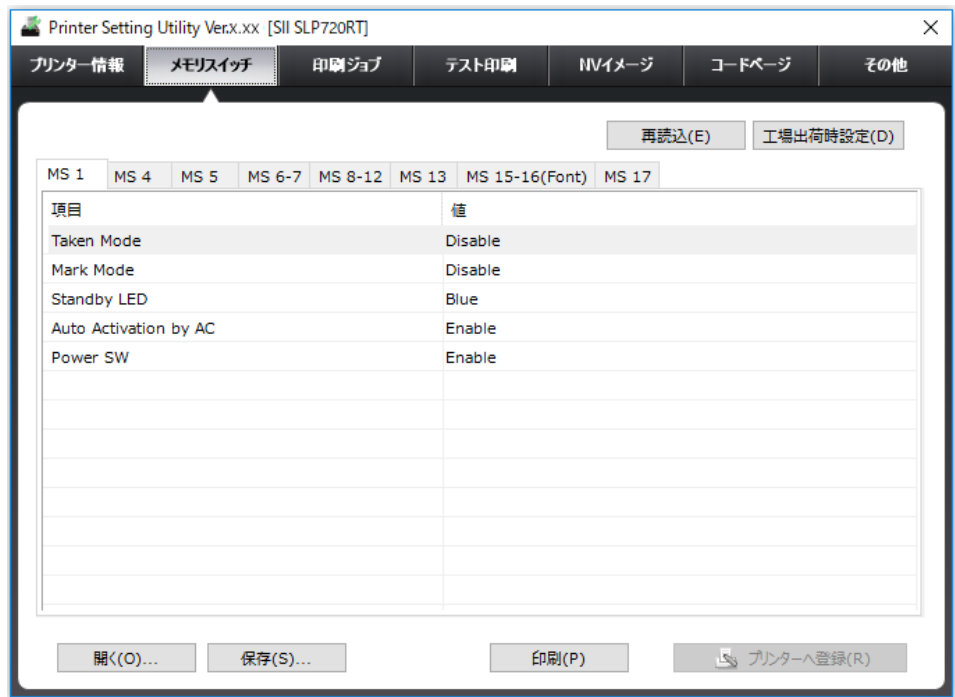 Printer Setting Utility Ver.x.xx [SII SLP720RT]
プリンター情報 メモリスイッチ 印刷ジョブ テスト印刷 NVイメージ コードページ その他
再読込(E) 工場出荷時設定(D)
MS 1 MS 4 MS 5 MS 6-7 MS 8-12 MS 13 MS 15-16(Font) MS 17
項目 値
Taken Mode Disable
Mark Mode Disable
Standby LED Blue
Auto Activation by AC Enable
Power SW Enable
開く(O)... 保存(S)... 印刷(P) プリンターへ登録(R)